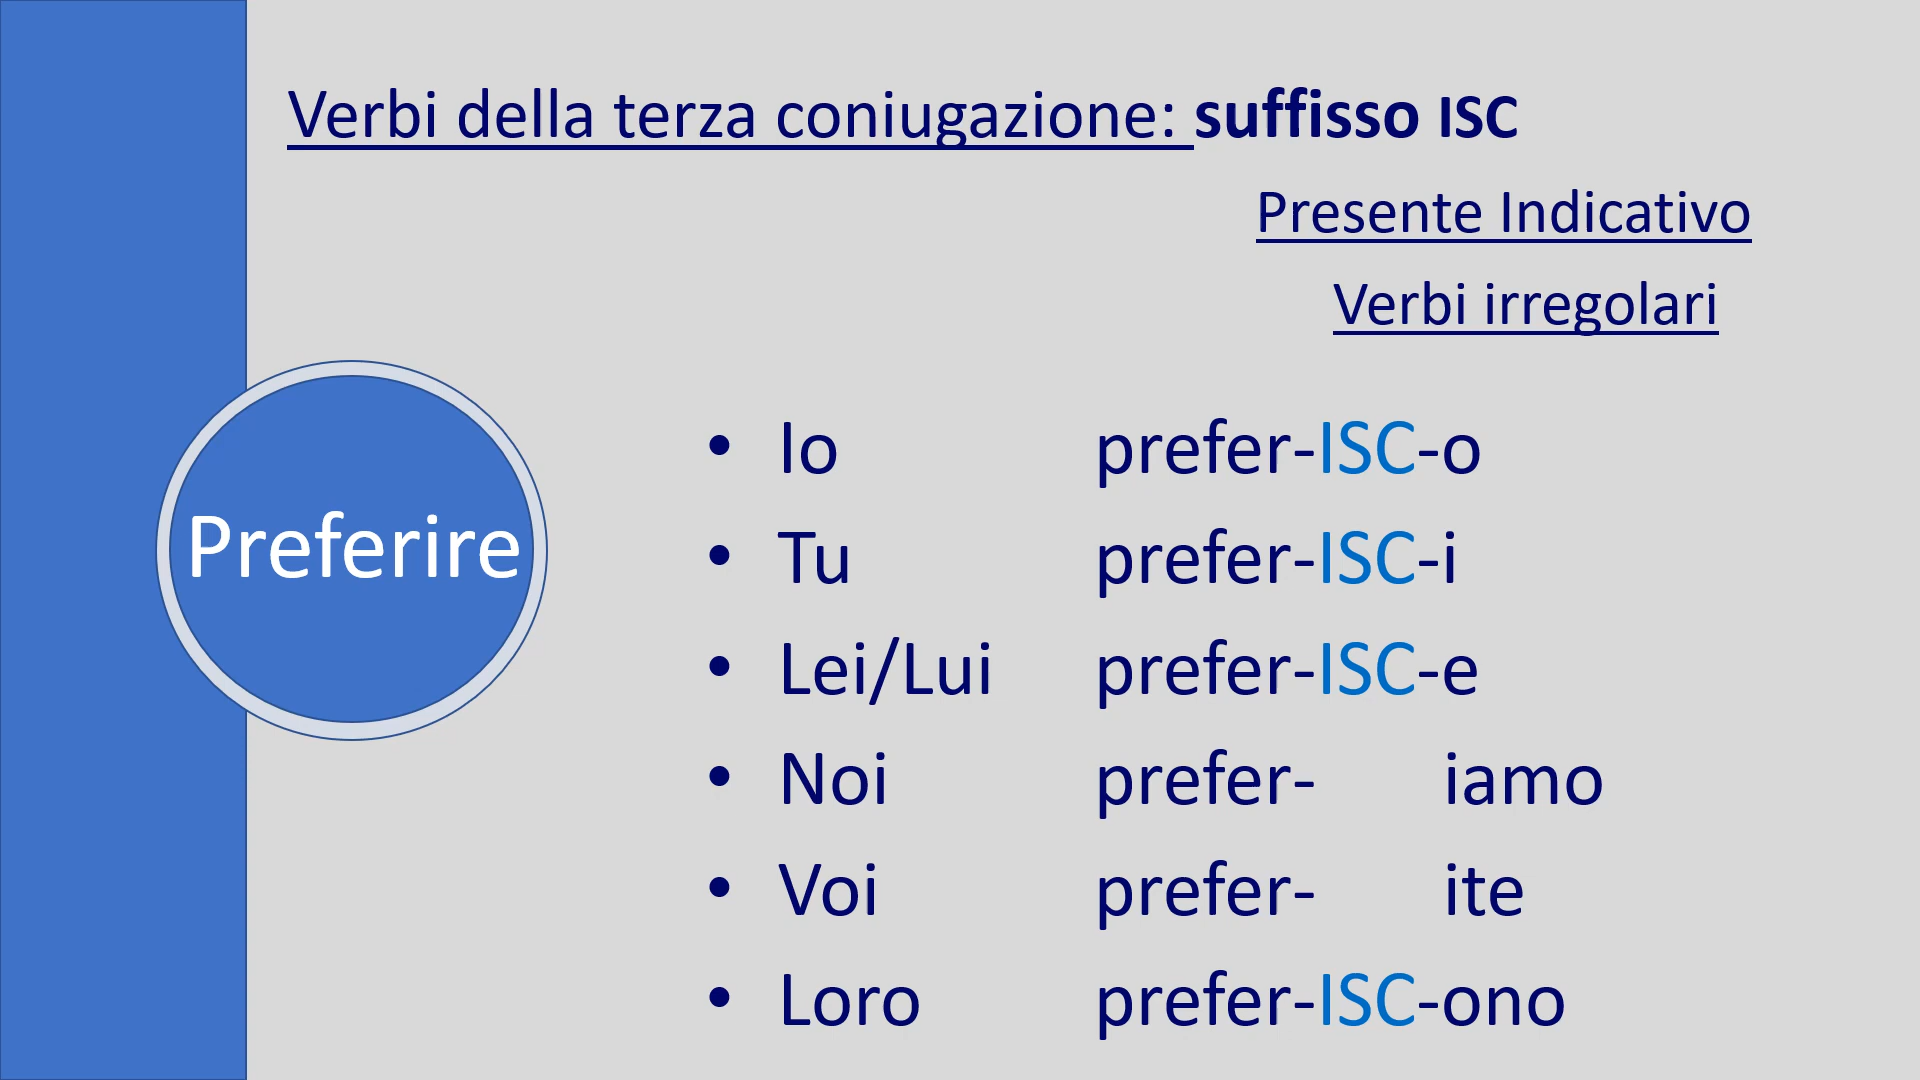 Verbi della terza coniugazione: suffisso ISC
Presente Indicativo
Verbi irregolari
Preferire
• Io prefer-ISC-o
• Tu prefer-ISC-i
• Lei/Lui prefer-ISC-e
• Noi prefer- iamo
• Voi prefer- ite
• Loro prefer-ISC-ono